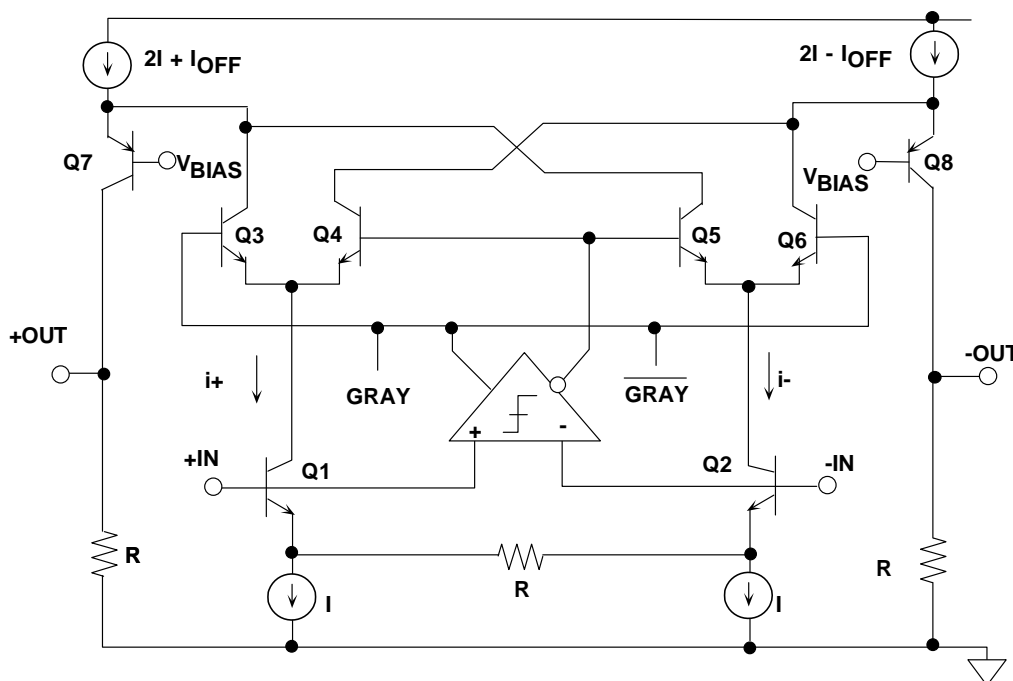 2I + IOFF
2I - IOFF
Q7
VBIAS
VBIAS
Q8
Q3
Q4
Q5
Q6
+OUT
-OUT
i+
GRAY
GRAY
i-
+
-
+IN
Q1
Q2
-IN
R
R
R
I
I